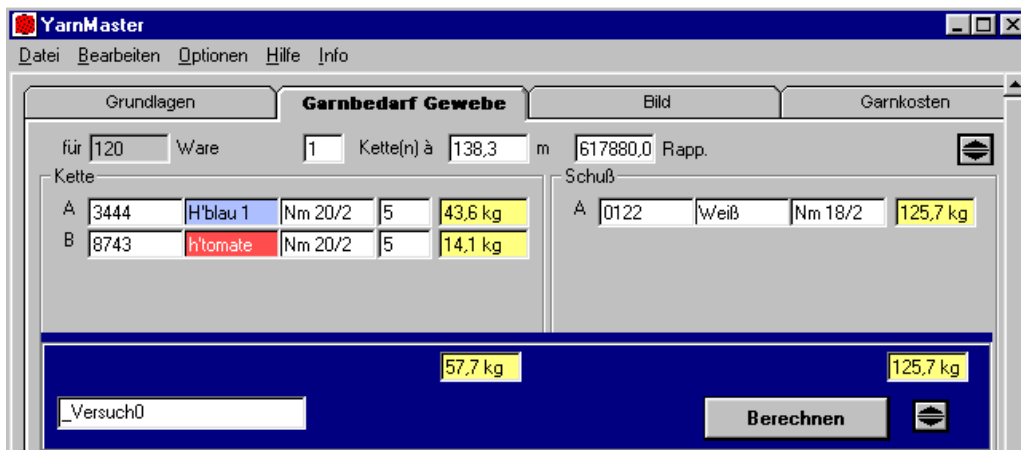 YarnMaster
Datei Bearbeiten Optionen Hilfe Info
Grundlagen Garnbedarf Gewebe Bild Garnkosten
für 120 Ware 1 Kette(n) à 138,3 m 617880,0 Rapp.
Kette Schuß
A 3444 H'blau 1 Nm 20/2 5 43,6 kg A 0122 Weiß Nm 18/2 125,7 kg
B 8743 h'tomate Nm 20/2 5 14,1 kg
57,7 kg 125,7 kg
_Versuch0 Berechnen